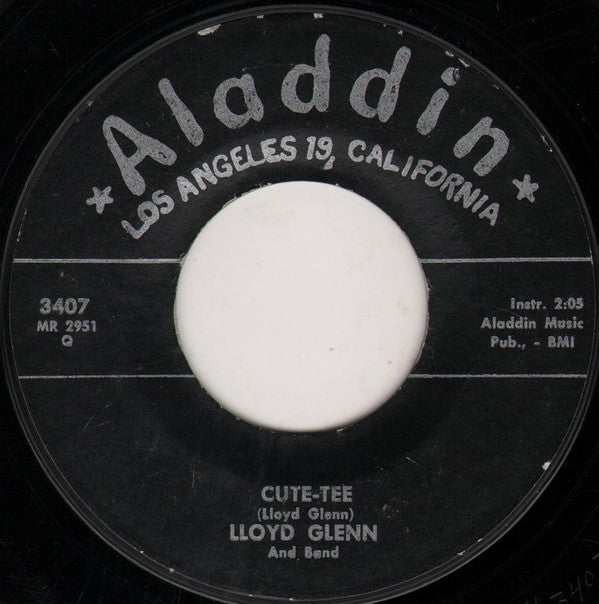 ★ Aladdin ★
LOS ANGELES 19, CALIFORNIA
3407
MR 2951
Q
Instr. 2:05
Aladdin Music
Pub., - BMI
CUTE-TEE
(Lloyd Glenn)
LLOYD GLENN
And Band